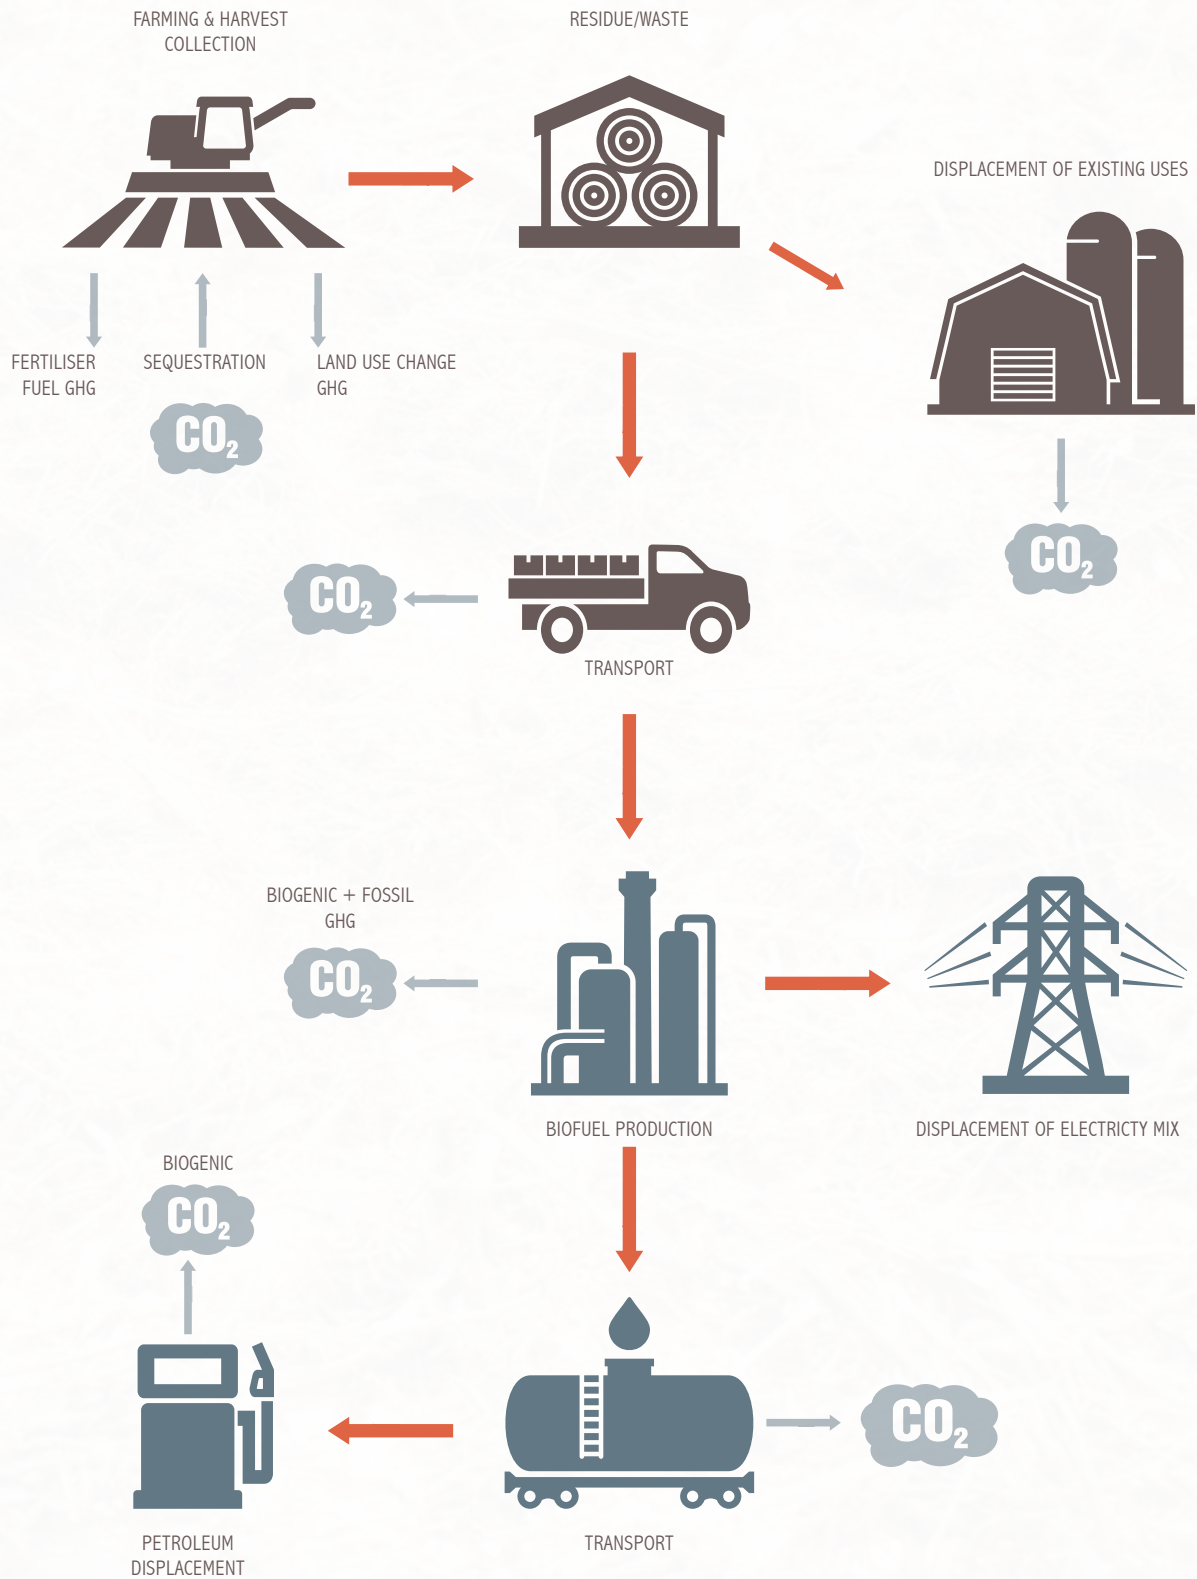 FARMING & HARVEST
COLLECTION
RESIDUE/WASTE
DISPLACEMENT OF EXISTING USES
FERTILISER
FUEL GHG
SEQUESTRATION
LAND USE CHANGE
GHG
CO2
CO2
CO2
TRANSPORT
BIOGENIC + FOSSIL
GHG
CO2
BIOFUEL PRODUCTION
DISPLACEMENT OF ELECTRICTY MIX
BIOGENIC
CO2
CO2
PETROLEUM
DISPLACEMENT
TRANSPORT